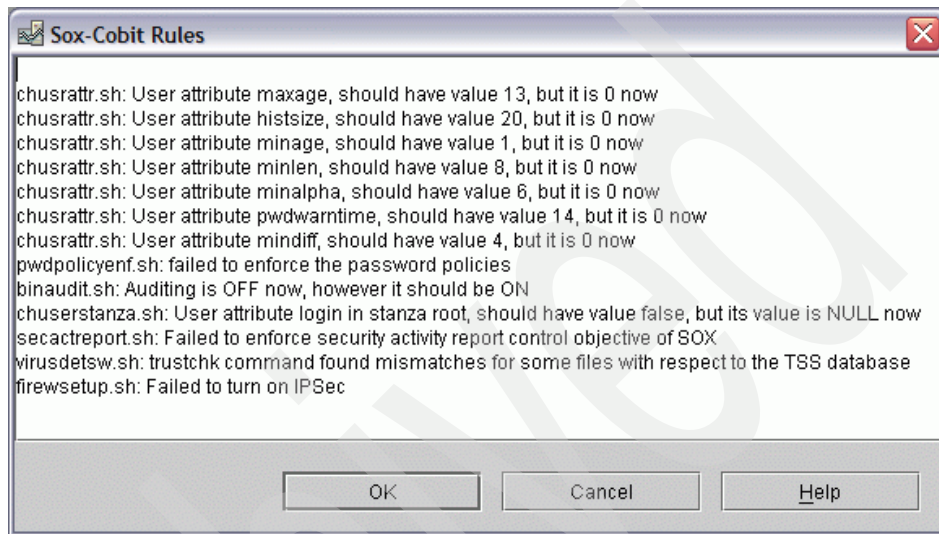 Sox-Cobit Rules
chusrattr.sh: User attribute maxage, should have value 13, but it is 0 now
chusrattr.sh: User attribute histsize, should have value 20, but it is 0 now
chusrattr.sh: User attribute minage, should have value 1, but it is 0 now
chusrattr.sh: User attribute minlen, should have value 8, but it is 0 now
chusrattr.sh: User attribute minalpha, should have value 6, but it is 0 now
chusrattr.sh: User attribute pwdwarntime, should have value 14, but it is 0 now
chusrattr.sh: User attribute mindiff, should have value 4, but it is 0 now
pwdpolicyenf.sh: failed to enforce the password policies
binaudit.sh: Auditing is OFF now, however it should be ON
chuserstanza.sh: User attribute login in stanza root, should have value false, but its value is NULL now
secactreport.sh: Failed to enforce security activity report control objective of SOX
virusdetsw.sh: trustchk command found mismatches for some files with respect to the TSS database
firewsetup.sh: Failed to turn on IPSec
OK
Cancel
Help